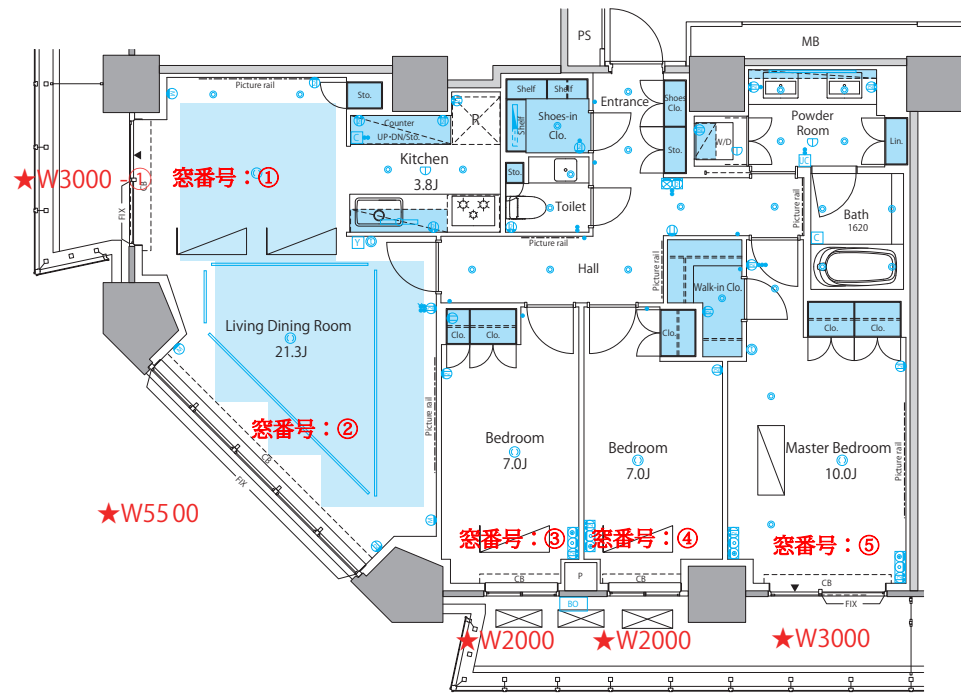 PS
MB
Picture rail
Sto.
Shelf
Shelf
Shelf
Shoes-in
Clo.
Entrance
Shoes
Clo.
Sto.
W/D
Powder
Room
Lin.
UC
Counter
UP･DN/Sto.
C
R
Kitchen
3.8J
Sto.
Toilet
Picture rail
Hall
Walk-in Clo.
Picture rail
Picture rail
Bath
1620
C
★W3000 -①
窓番号：①
CB
FIX
Y
Living Dining Room
21.3J
窓番号：②
CB
FIX
★W5500
Picture rail
Clo.
Clo.
Clo.
Clo.
Clo.
Bedroom
7.0J
Bedroom
7.0J
Master Bedroom
10.0J
Picture rail
窓番号：③
窓番号：④
窓番号：⑤
CB
P
CB
CB
BO
FIX
★W2000
★W2000
★W3000